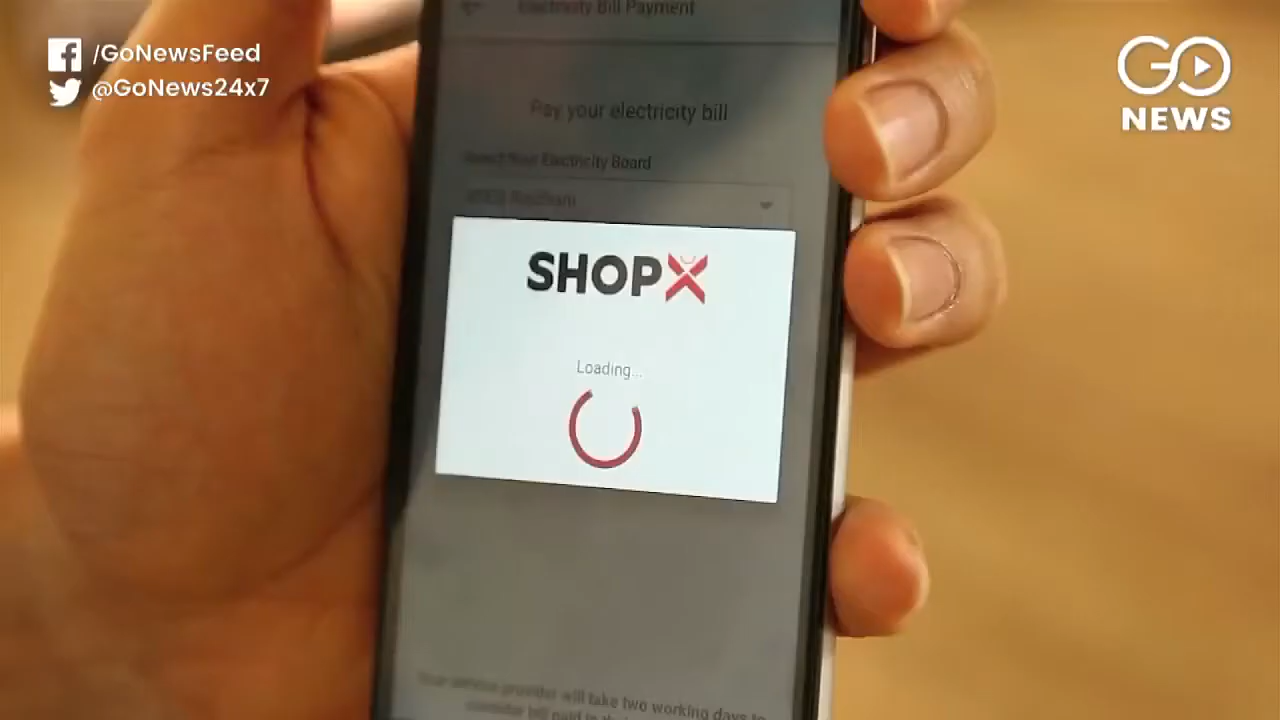 /GoNewsFeed
@GoNews24x7
GO
NEWS
Electricity Bill Payment
Pay your electricity bill
Select Your Electricity Board
SHOPX
Loading...
Your service provider will take two working days to
consider bill paid in